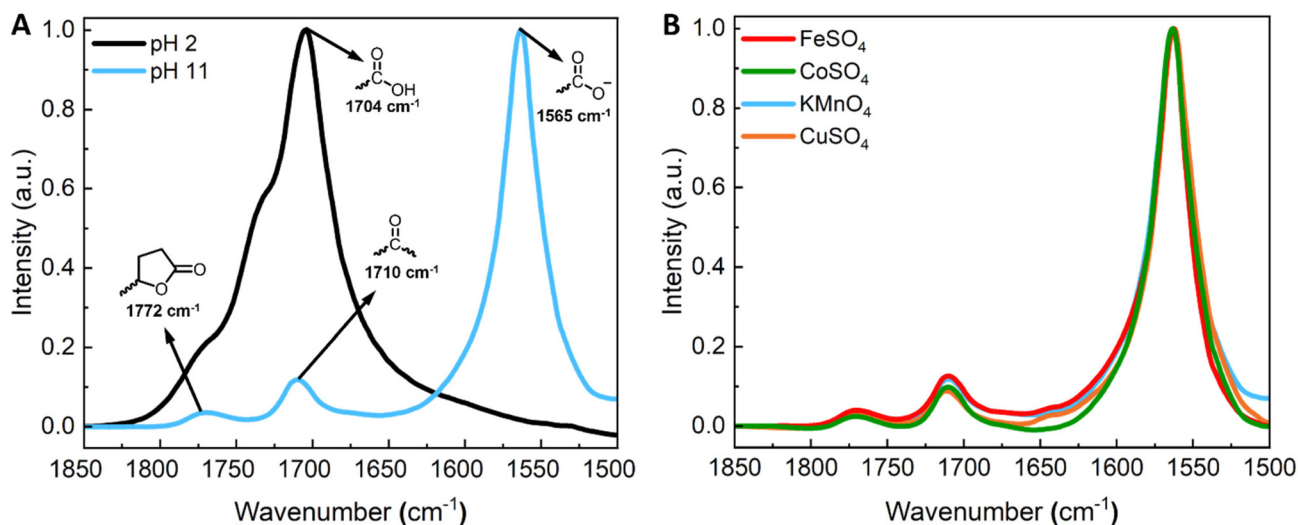 A
pH 2
pH 11
O
OH
1704 cm⁻¹
O
O⁻
1565 cm⁻¹
O
O
1772 cm⁻¹
O
1710 cm⁻¹
Intensity (a.u.)
1.0
0.8
0.6
0.4
0.2
0.0
1850 1800 1750 1700 1650 1600 1550 1500
Wavenumber (cm⁻¹)
B
FeSO₄
CoSO₄
KMnO₄
CuSO₄
Intensity (a.u.)
1.0
0.8
0.6
0.4
0.2
0.0
1850 1800 1750 1700 1650 1600 1550 1500
Wavenumber (cm⁻¹)